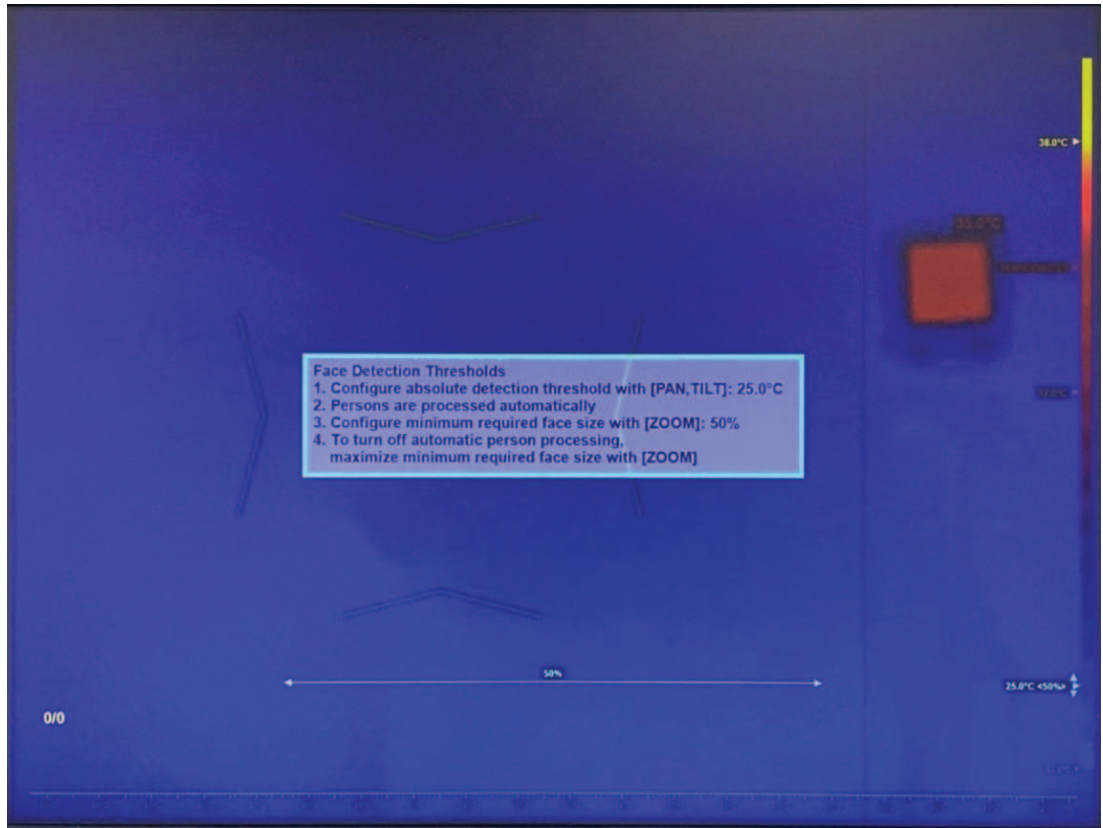 38.0°C
35.0°C
Face Detection Thresholds
1. Configure absolute detection threshold with [PAN,TILT]: 25.0°C
2. Persons are processed automatically
3. Configure minimum required face size with [ZOOM]: 50%
4. To turn off automatic person processing,
maximize minimum required face size with [ZOOM]
50%
25.0°C <50%>
0/0